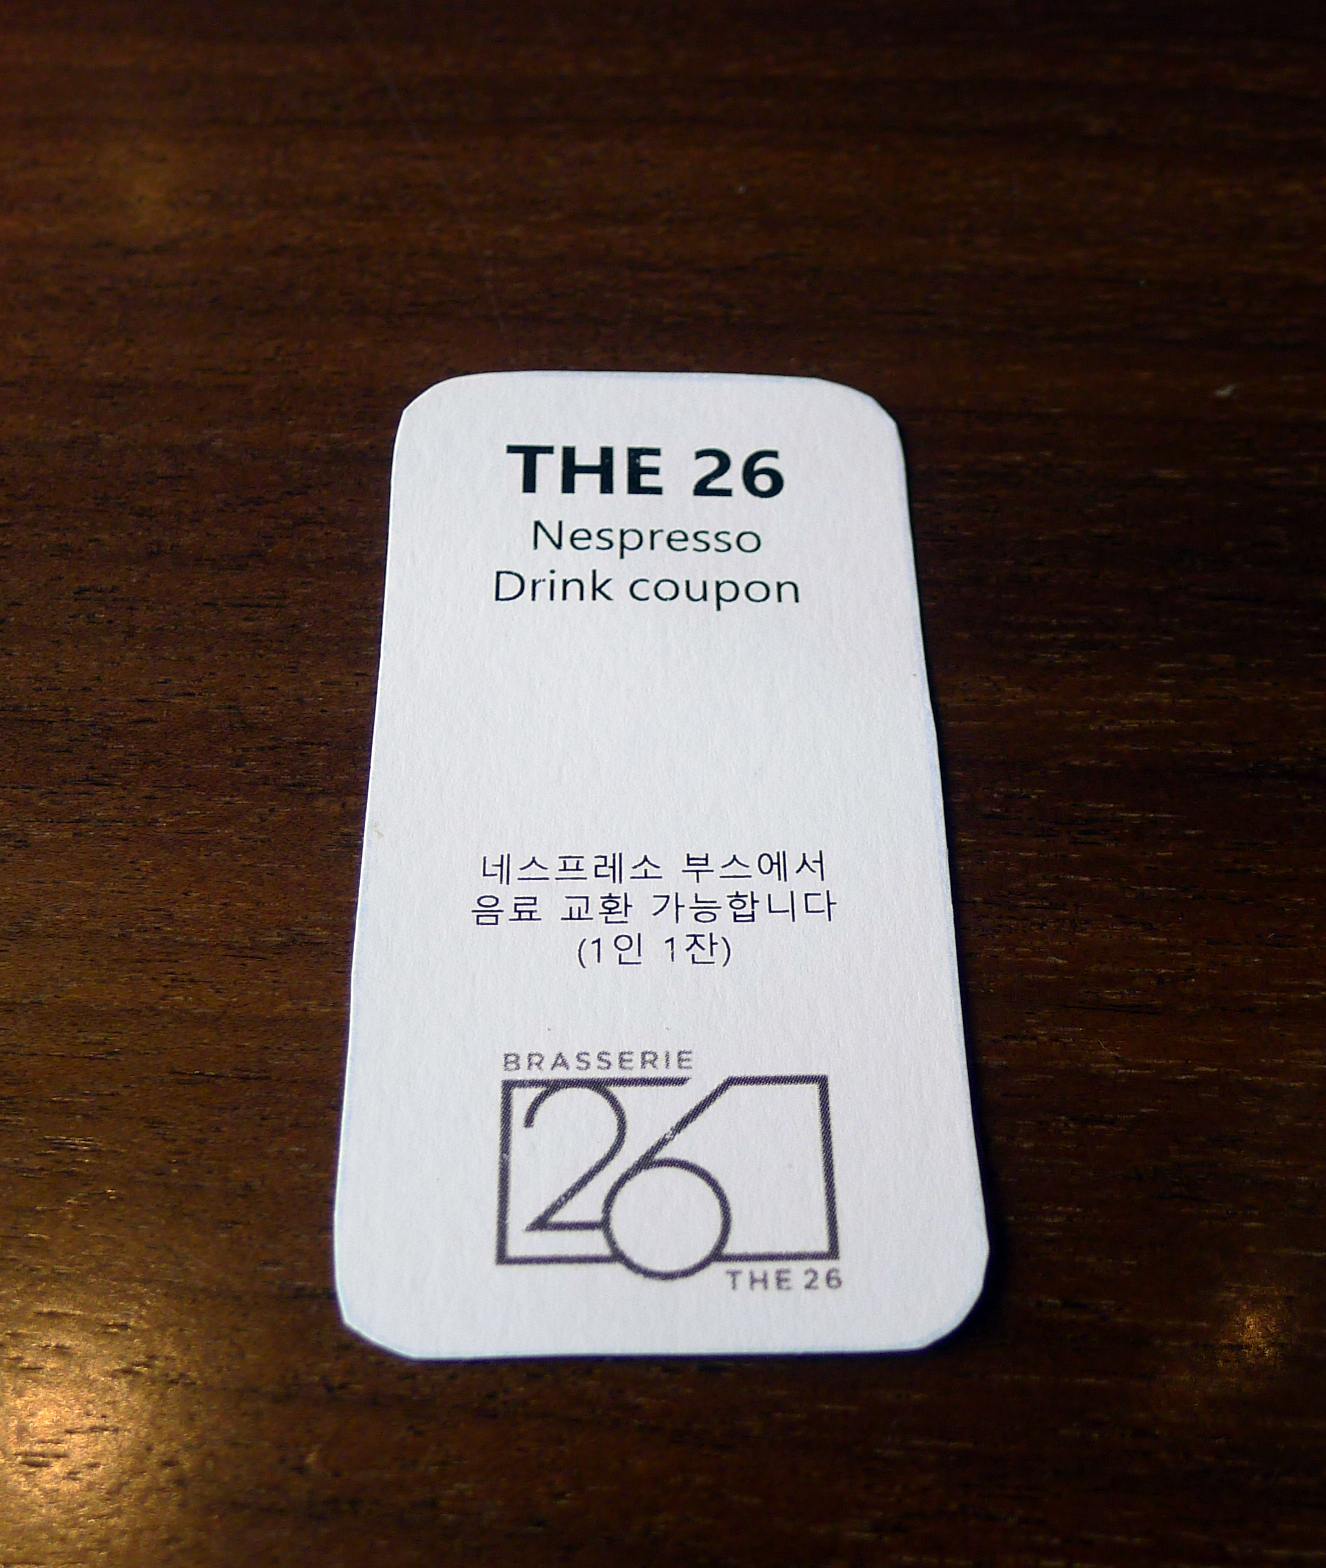 THE 26
Nespresso
Drink coupon
네스프레소 부스에서
음료 교환 가능합니다
(1인 1잔)
BRASSERIE
26
THE 26